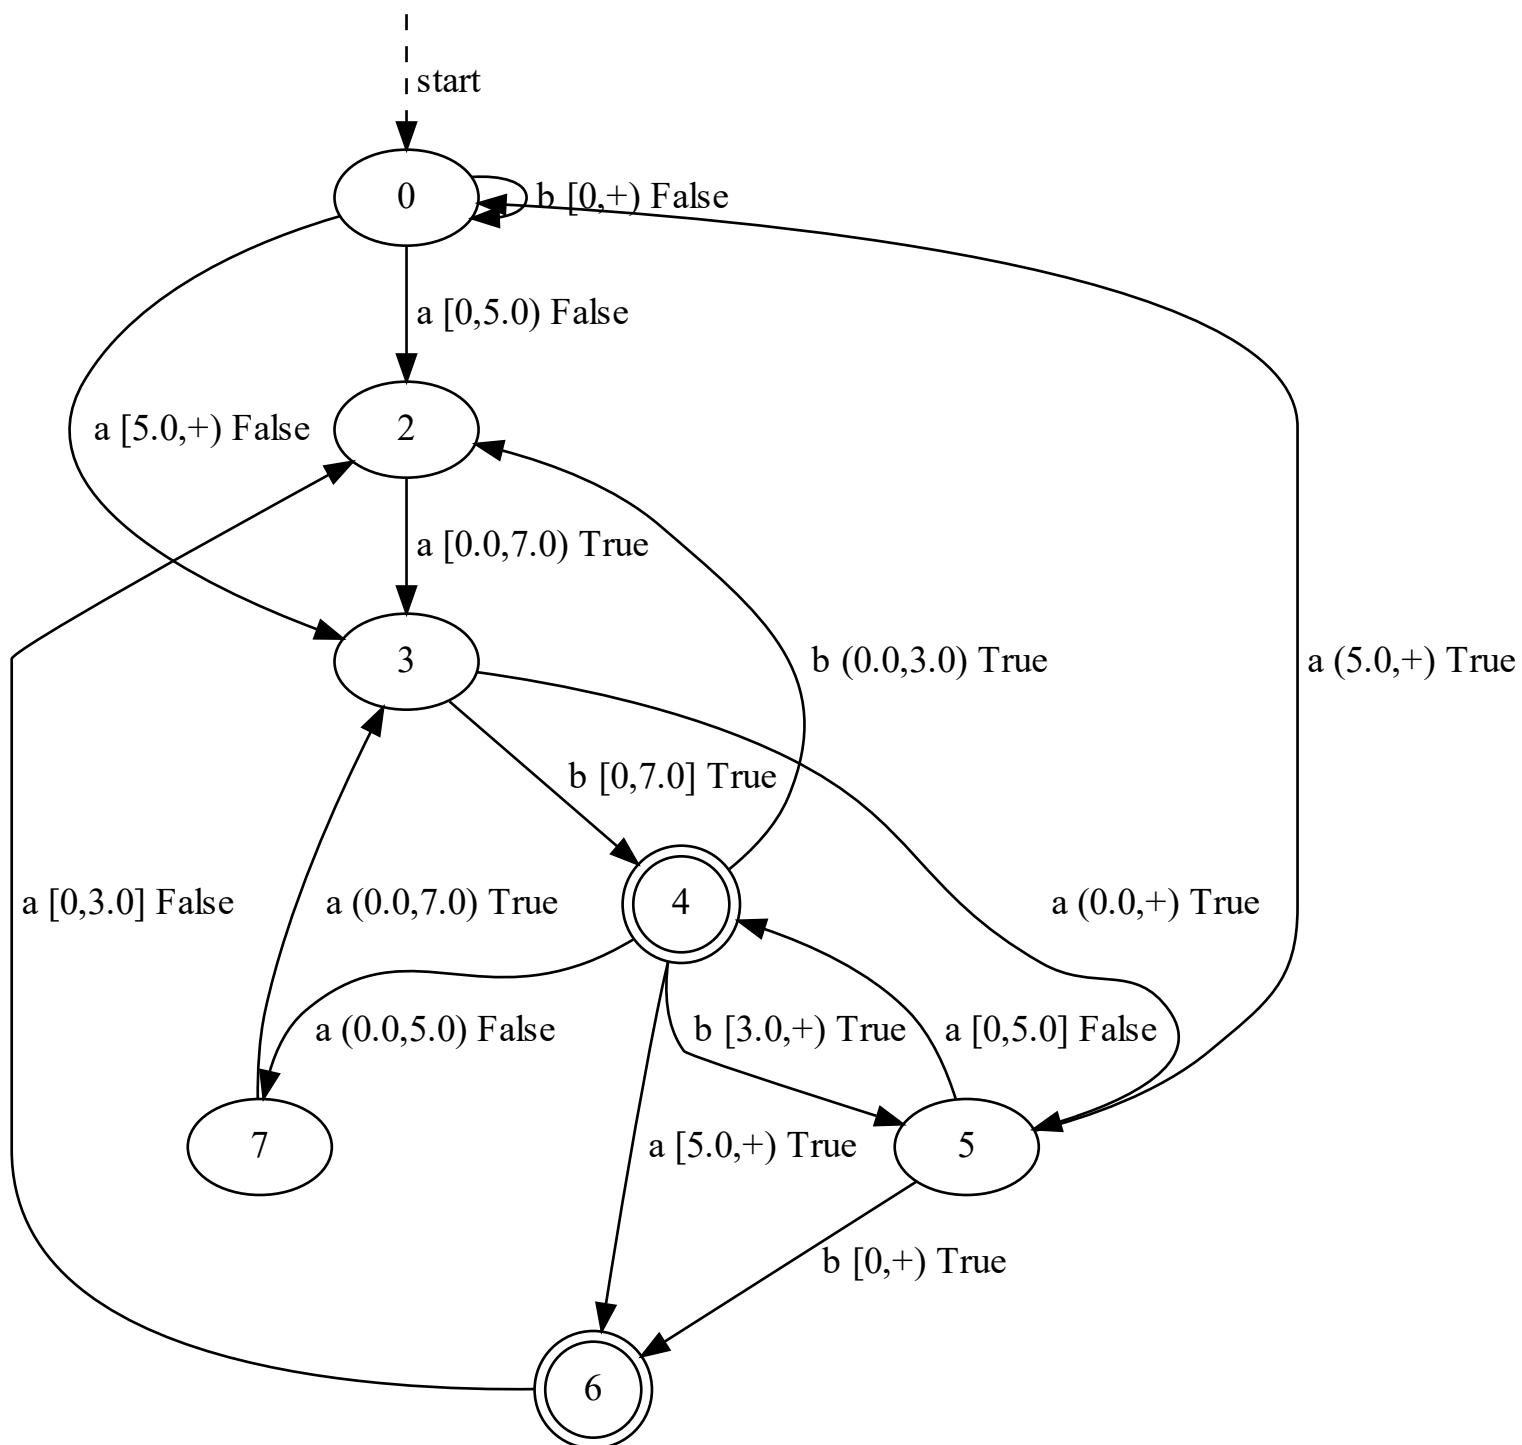 start
0
b [0,+) False
a [0,5.0) False
a [5.0,+) False
2
a [0.0,7.0) True
3
b (0.0,3.0) True
a (5.0,+) True
b [0,7.0] True
a [0,3.0] False
a (0.0,7.0) True
4
a (0.0,+) True
a (0.0,5.0) False
b [3.0,+) True
a [0,5.0] False
7
a [5.0,+) True
5
b [0,+) True
6